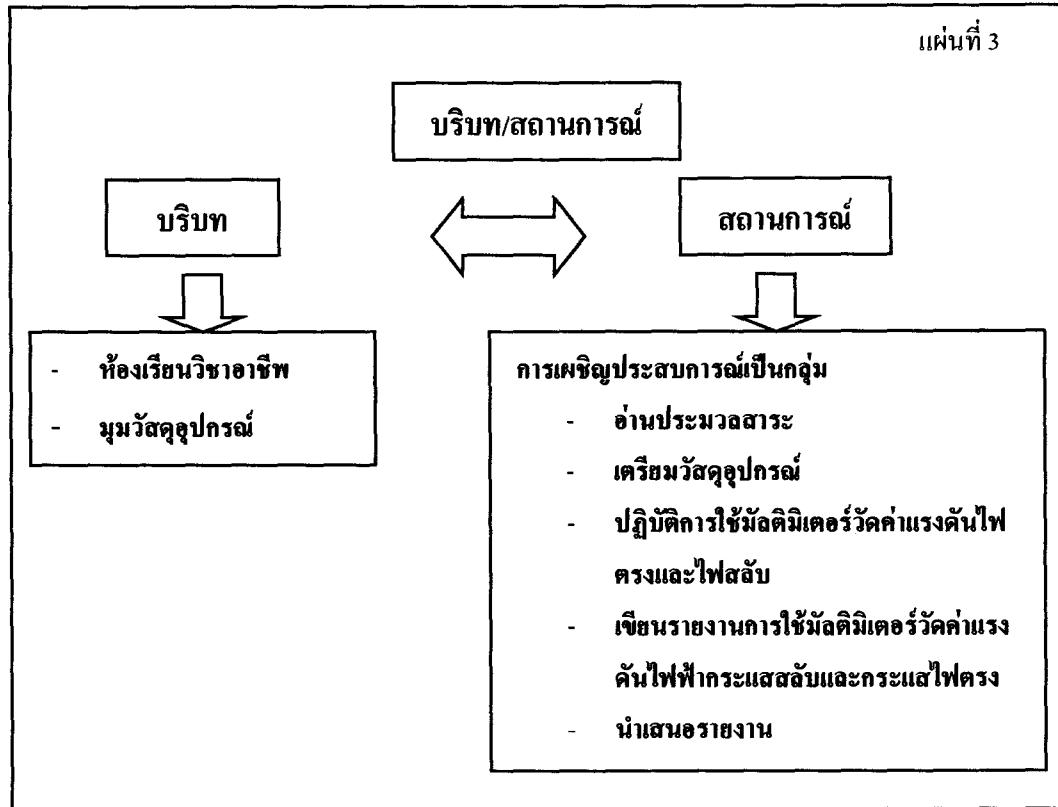 แผ่นที่ 3
บริบท/สถานการณ์
บริบท
สถานการณ์
- ห้องเรียนวิชาอาชีพ
- มุมวัสดุอุปกรณ์
การเผชิญประสบการณ์เป็นกลุ่ม
- อ่านประมวลสาระ
- เตรียมวัสดุอุปกรณ์
- ปฏิบัติการใช้มัลติมิเตอร์วัดค่าแรงดันไฟ
ตรงและไฟสลับ
- เขียนรายงานการใช้มัลติมิเตอร์วัดค่าแรง
ดันไฟฟ้ากระแสสลับและกระแสไฟตรง
- นำเสนอรายงาน